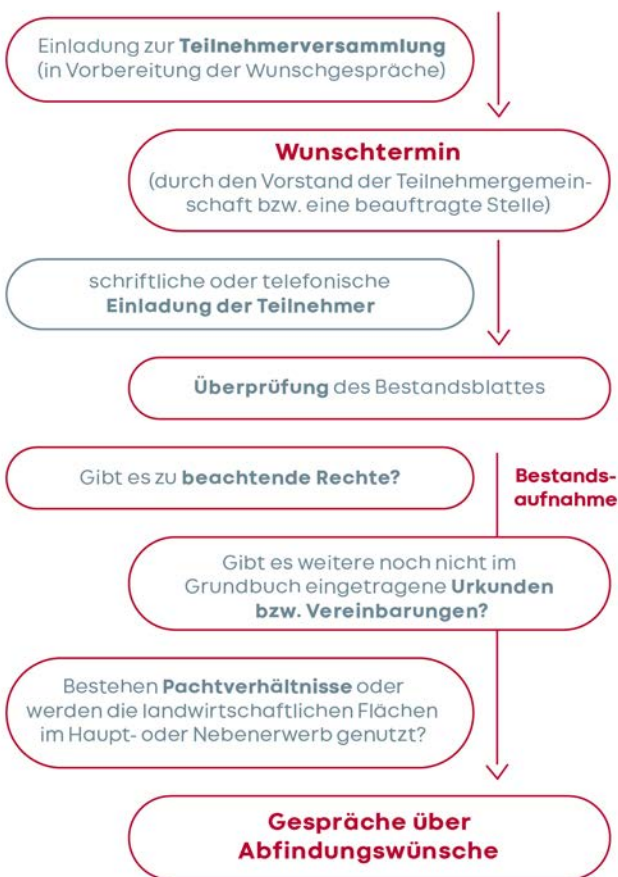 Einladung zur Teilnehmerversammlung
(in Vorbereitung der Wunschgespräche)
Wunschtermin
(durch den Vorstand der Teilnehmergemein-
schaft bzw. eine beauftragte Stelle)
schriftliche oder telefonische
Einladung der Teilnehmer
Überprüfung des Bestandsblattes
Gibt es zu beachtende Rechte?
Bestands-
aufnahme
Gibt es weitere noch nicht im
Grundbuch eingetragene Urkunden
bzw. Vereinbarungen?
Bestehen Pachtverhältnisse oder
werden die landwirtschaftlichen Flächen
im Haupt- oder Nebenerwerb genutzt?
Gespräche über
Abfindungswünsche